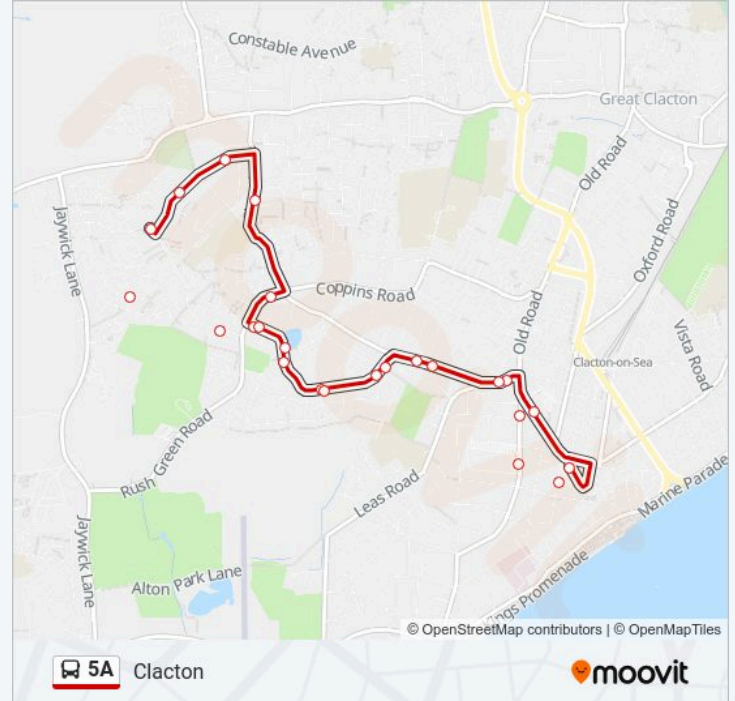 Constable Avenue
Great Clacton
Old Road
Jaywick Lane
Oxford Road
Coppins Road
Old Road
Vista Road
Clacton-on-Sea
Rush Green Road
Leas Road
Marine Parade
Jaywick Lane
Alton Park Lane
Kings Promenade
© OpenStreetMap contributors | © OpenMapTiles
5A Clacton
moovit